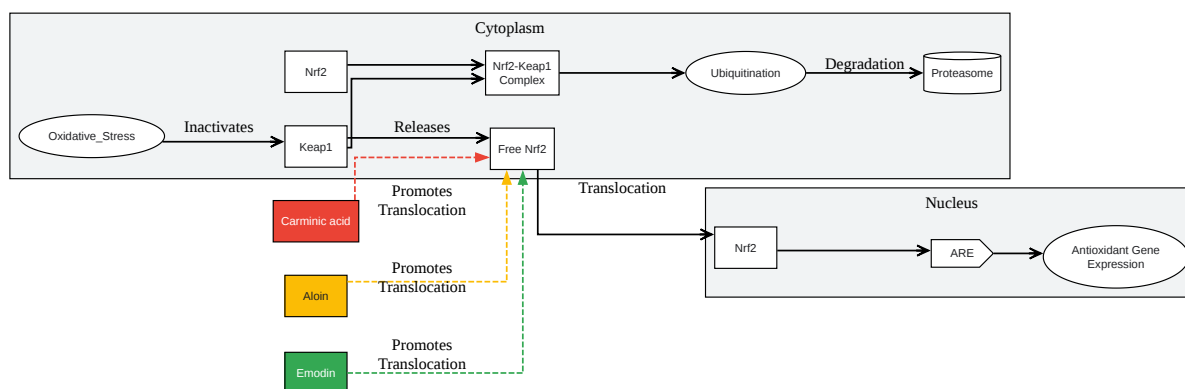 Cytoplasm
Nrf2
Nrf2-Keap1
Complex
Ubiquitination
Degradation
Proteasome
Oxidative_Stress
Inactivates
Keap1
Releases
Free Nrf2
Promotes
Translocation
Carminic acid
Translocation
Nucleus
Nrf2
ARE
Antioxidant Gene
Expression
Promotes
Translocation
Aloin
Promotes
Translocation
Emodin